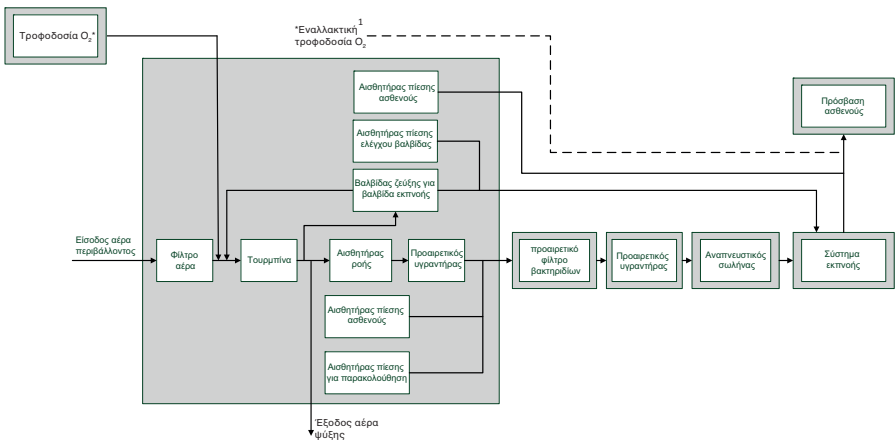 Τροφοδοσία O₂*
*Εναλλακτική¹
τροφοδοσία O₂
Αισθητήρας πίεσης
ασθενούς
Πρόσβαση
ασθενούς
Αισθητήρας πίεσης
ελέγχου βαλβίδας
Βαλβίδας ζεύξης για
βαλβίδα εκπνοής
Είσοδος αέρα
περιβάλλοντος
Φίλτρο
αέρα
Τουρμπίνα
Αισθητήρας
ροής
Προαιρετικός
υγραντήρας
προαιρετικό
φίλτρο
βακτηριδίων
Προαιρετικός
υγραντήρας
Αναπνευστικός
σωλήνας
Σύστημα
εκπνοής
Αισθητήρας πίεσης
ασθενούς
Αισθητήρας πίεσης
για παρακολούθηση
Έξοδος αέρα
ψύξης